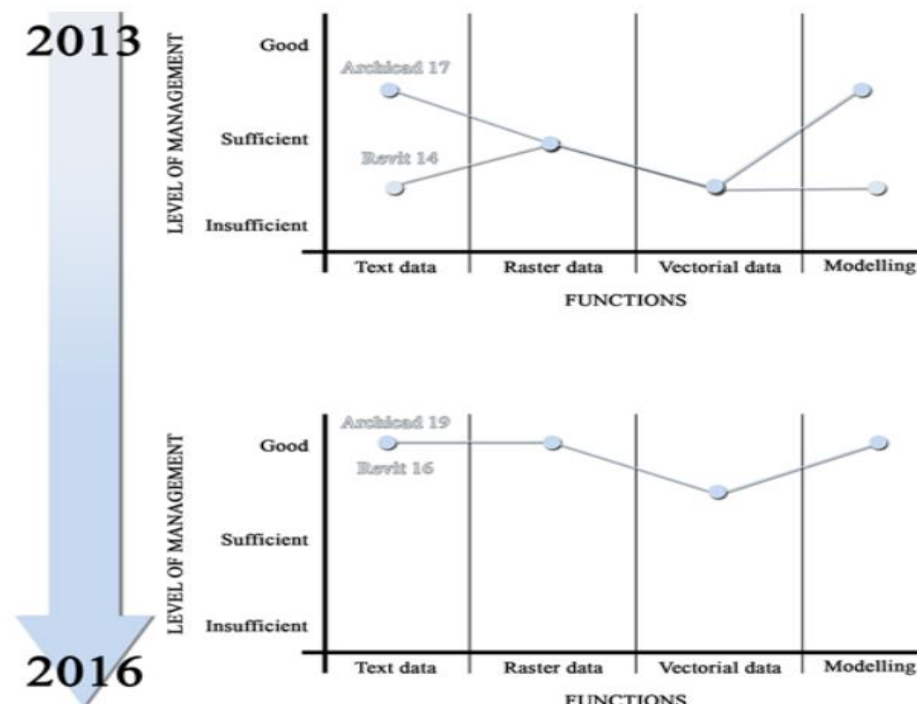 2013
LEVEL OF MANAGEMENT
Good
Archicad 17
Sufficient
Revit 14
Insufficient
Text data Raster data Vectorial data Modelling
FUNCTIONS
LEVEL OF MANAGEMENT
Archicad 19
Good
Revit 16
Sufficient
Insufficient
2016
Text data Raster data Vectorial data Modelling
FUNCTIONS